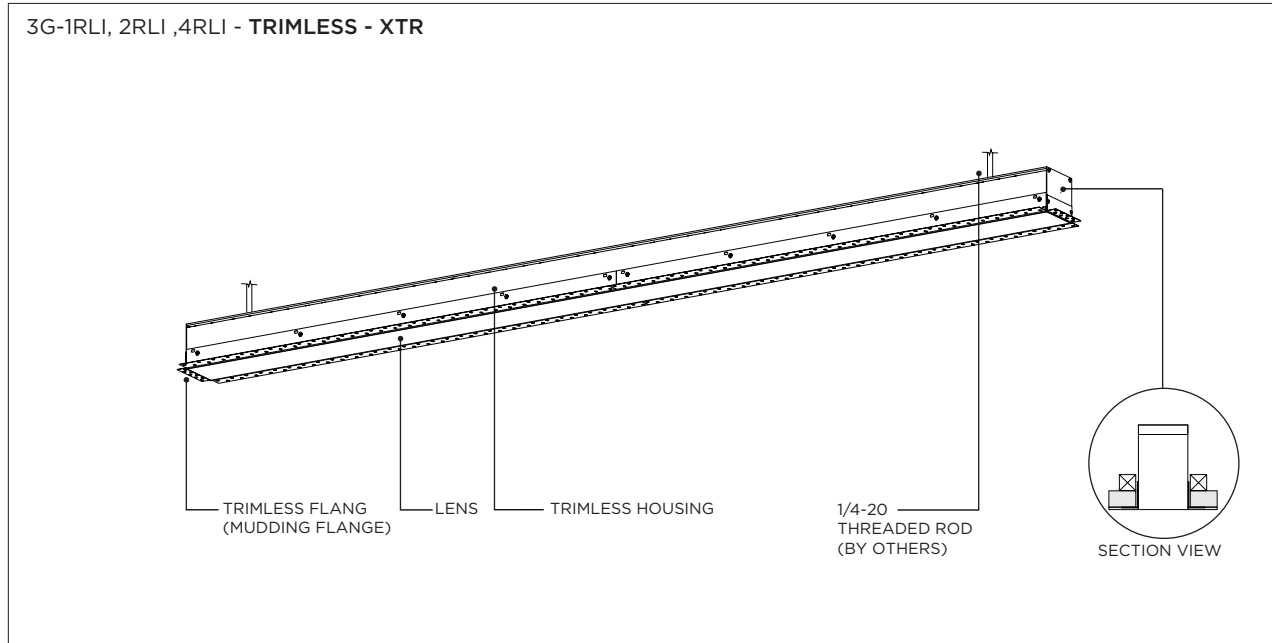 3G-1RLI, 2RLI ,4RLI - TRIMLESS - XTR
TRIMLESS FLANG
(MUDDING FLANGE)
LENS
TRIMLESS HOUSING
1/4-20
THREADED ROD
(BY OTHERS)
SECTION VIEW